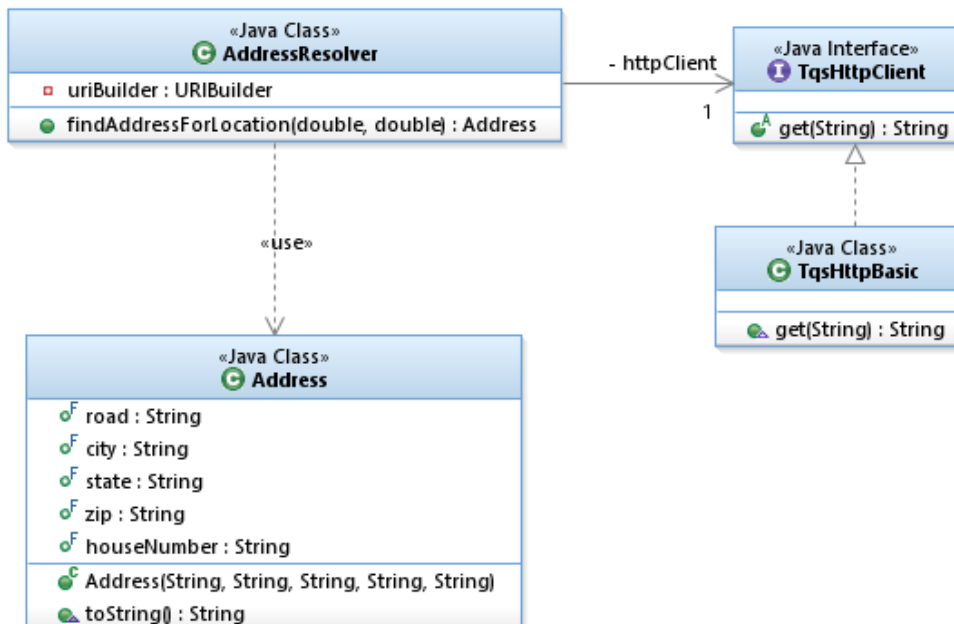 «Java Class»
C AddressResolver
uriBuilder : URIBuilder
findAddressForLocation(double, double) : Address
- httpClient
1
«Java Interface»
I TqsHttpClient
A get(String) : String
«Java Class»
C TqsHttpBasic
get(String) : String
«use»
«Java Class»
C Address
F road : String
F city : String
F state : String
F zip : String
F houseNumber : String
C Address(String, String, String, String, String)
toString() : String